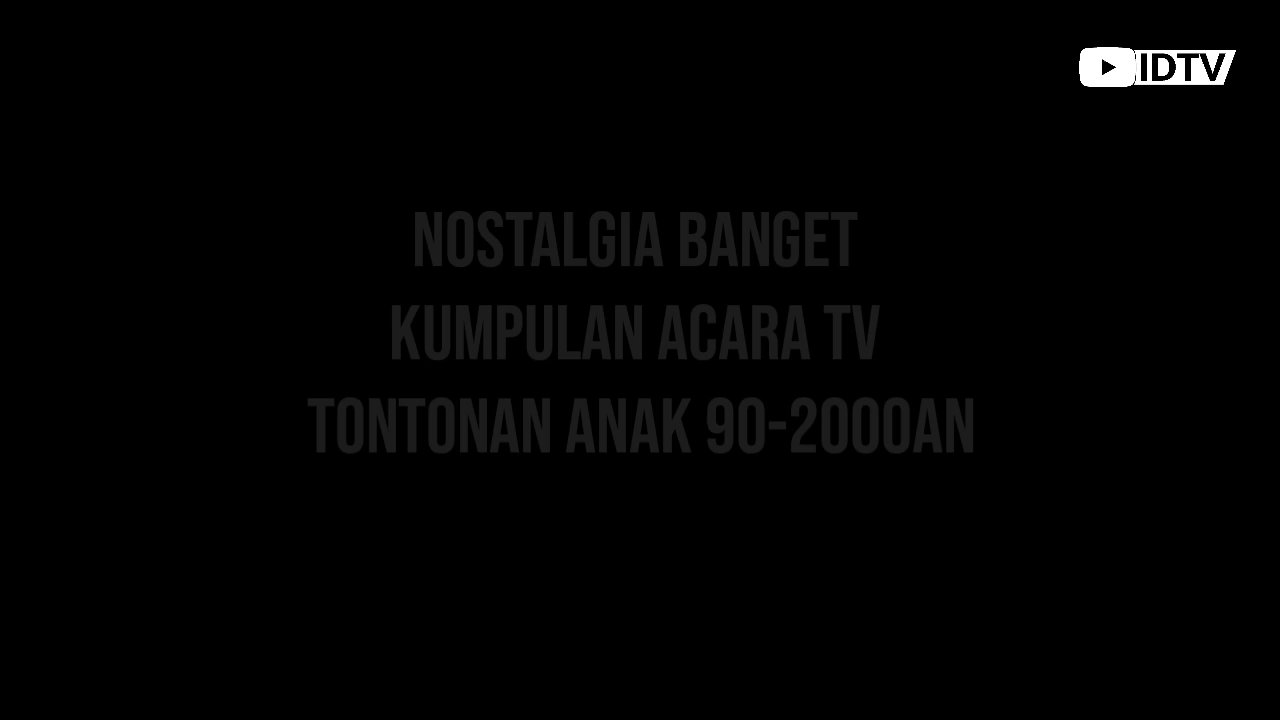 IDTV
NOSTALGIA BANGET
KUMPULAN ACARA TV
TONTONAN ANAK 90-2000AN